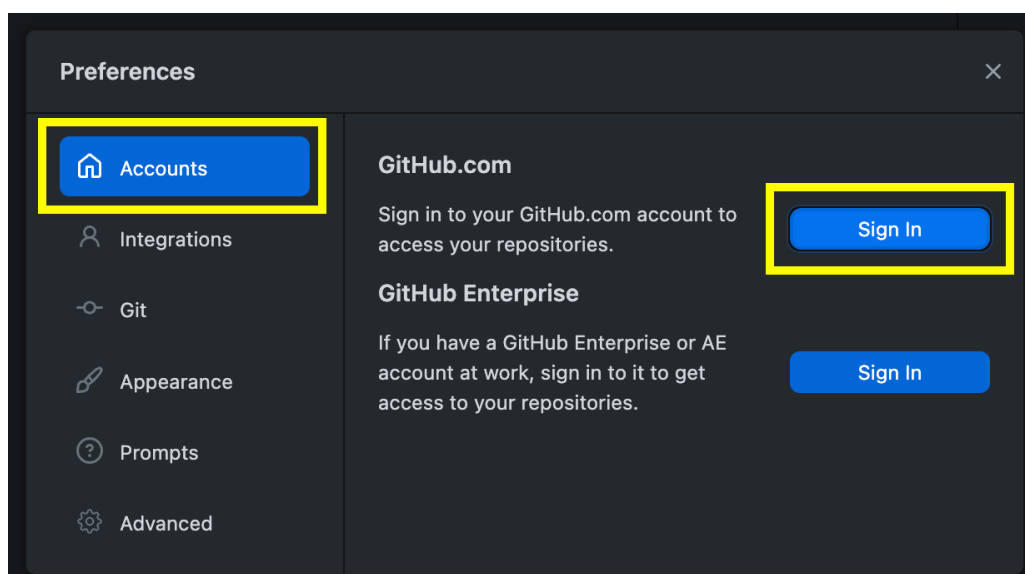 Preferences
Accounts
Integrations
Git
Appearance
Prompts
Advanced
GitHub.com
Sign in to your GitHub.com account to
access your repositories.
Sign In
GitHub Enterprise
If you have a GitHub Enterprise or AE
account at work, sign in to it to get
access to your repositories.
Sign In